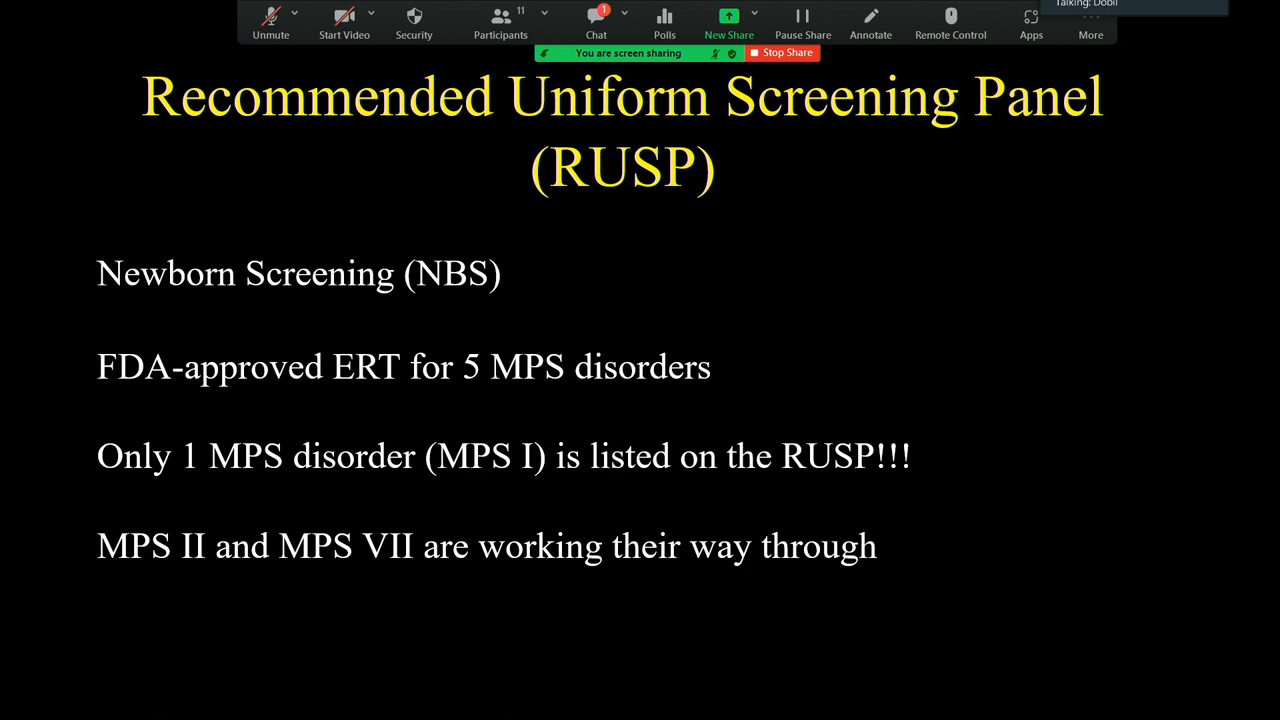 Talking: Dobil
11
1
Unmute Start Video Security Participants Chat Polls New Share Pause Share Annotate Remote Control Apps More
You are screen sharing Stop Share
Recommended Uniform Screening Panel
(RUSP)
Newborn Screening (NBS)
FDA-approved ERT for 5 MPS disorders
Only 1 MPS disorder (MPS I) is listed on the RUSP!!!
MPS II and MPS VII are working their way through